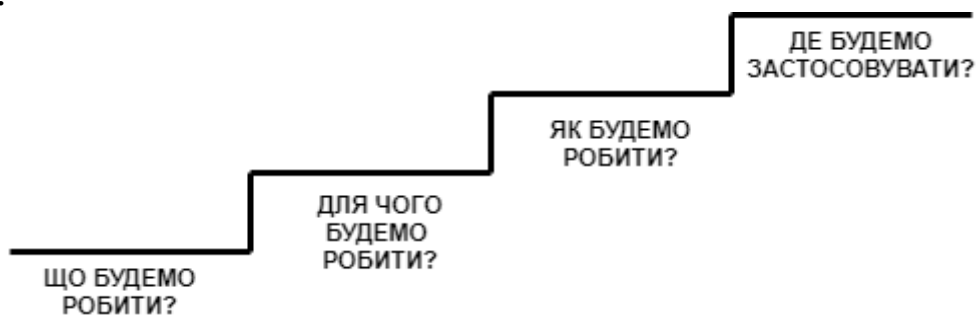 ЩО БУДЕМО
РОБИТИ?
ДЛЯ ЧОГО
БУДЕМО
РОБИТИ?
ЯК БУДЕМО
РОБИТИ?
ДЕ БУДЕМО
ЗАСТОСОВУВАТИ?